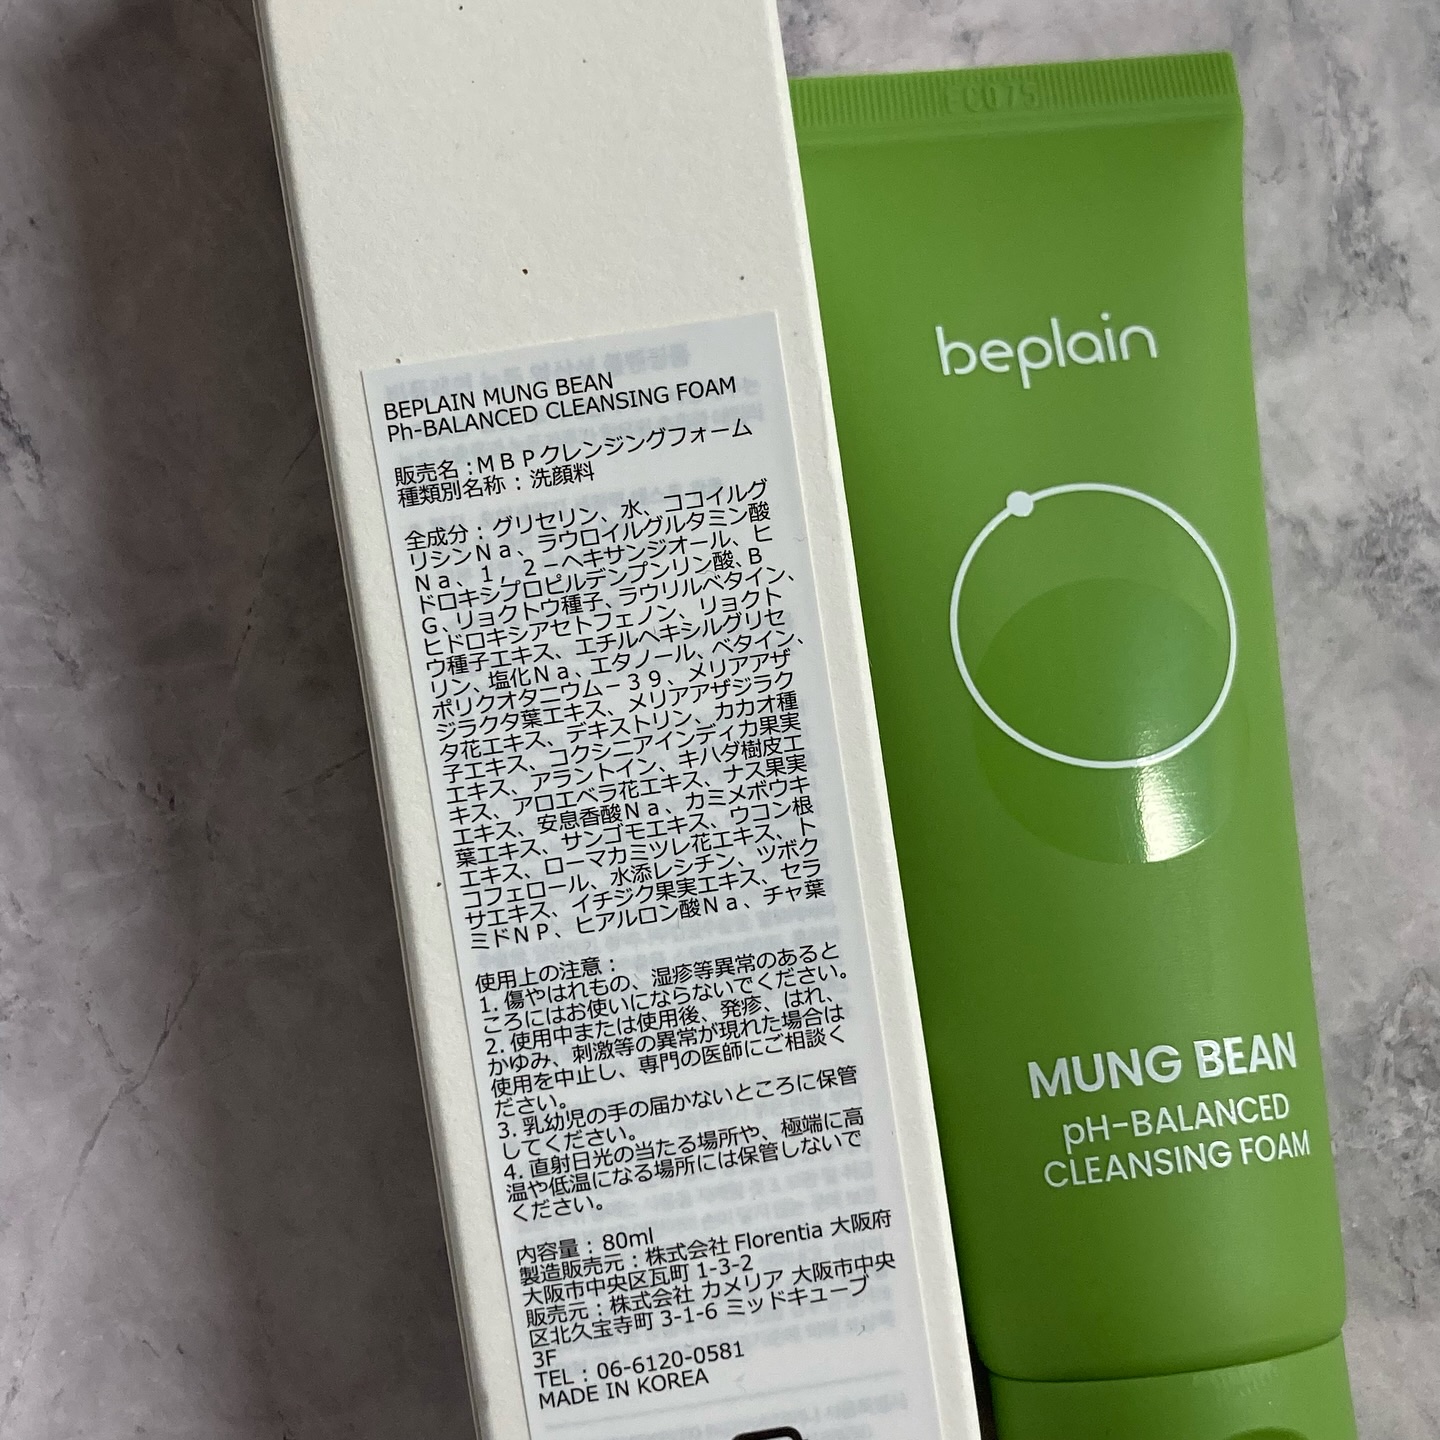 BEPLAIN MUNG BEAN
Ph-BALANCED CLEANSING FOAM
販売名：ＭＢＰクレンジングフォーム
種類別名称：洗顔料
全成分：グリセリン、水、ココイルグ
リシンＮａ、ラウロイルグルタミン酸
Ｎａ、１，２－ヘキサンジオール、ヒ
ドロキシプロピルデンプンリン酸、Ｂ
Ｇ、リョクトウ種子、ラウリルベタイン、
ヒドロキシアセトフェノン、リョクト
ウ種子エキス、エチルヘキシルグリセ
リン、塩化Ｎａ、エタノール、ベタイン、
ポリクオタニウム－３９、メリアアザ
ジラクタ葉エキス、メリアアザジラク
タ花エキス、デキストリン、カカオ種
子エキス、コクシニアインディカ果実
エキス、アラントイン、キハダ樹皮エ
キス、アロエベラ花エキス、ナス果実
エキス、安息香酸Ｎａ、カミメボウキ
葉エキス、サンゴモエキス、ウコン根
エキス、ローマカミツレ花エキス、ト
コフェロール、水添レシチン、ツボク
サエキス、イチジク果実エキス、セラ
ミドＮＰ、ヒアルロン酸Ｎａ、チャ葉
使用上の注意：
1. 傷やはれもの、湿疹等異常のあると
ころにはお使いにならないでください。
2. 使用中または使用後、発疹、はれ、
かゆみ、刺激等の異常が現れた場合は
使用を中止し、専門の医師にご相談く
ださい。
3. 乳幼児の手の届かないところに保管
してください。
4. 直射日光の当たる場所や、極端に高
温や低温になる場所には保管しないで
ください。
内容量：80ml
製造販売元：株式会社 Florentia 大阪府
大阪市中央区瓦町 1-3-2
販売元：株式会社 カメリア 大阪市中央
区北久宝寺町 3-1-6 ミッドキューブ
3F
TEL：06-6120-0581
MADE IN KOREA
beplain
MUNG BEAN
pH-BALANCED
CLEANSING FOAM